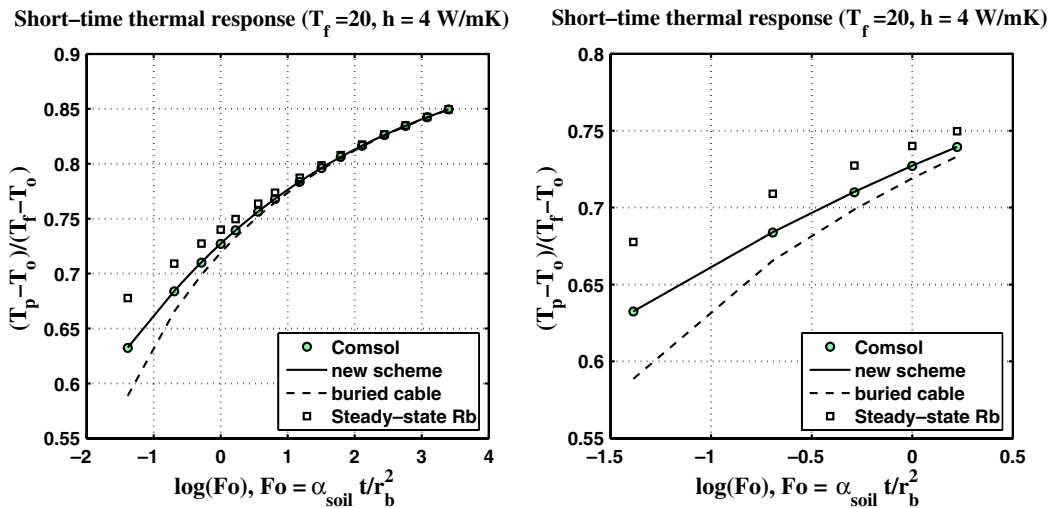 Short–time thermal response (T_f =20, h = 4 W/mK)
0.9
0.85
0.8
0.75
0.7
0.65
0.6
0.55
(T_p–T_o)/(T_f–T_o)
Comsol
new scheme
buried cable
Steady–state Rb
–2 –1 0 1 2 3 4
log(Fo), Fo = α_soil t/r_b^2
Short–time thermal response (T_f =20, h = 4 W/mK)
0.8
0.75
0.7
0.65
0.6
0.55
(T_p–T_o)/(T_f–T_o)
Comsol
new scheme
buried cable
Steady–state Rb
–1.5 –1 –0.5 0 0.5
log(Fo), Fo = α_soil t/r_b^2